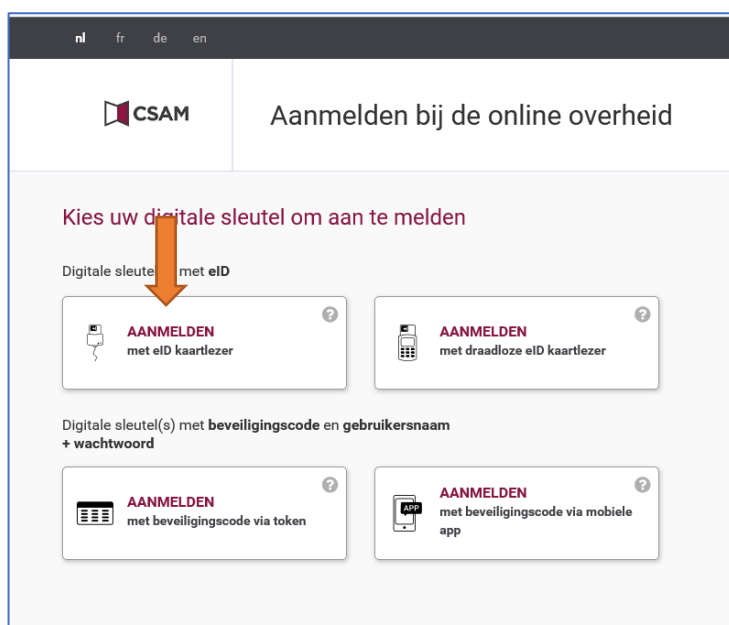 nl fr de en
CSAM
Aanmelden bij de online overheid
Kies uw digitale sleutel om aan te melden
Digitale sleutel met eID
AANMELDEN
met eID kaartlezer
?
AANMELDEN
met draadloze eID kaartlezer
?
Digitale sleutel(s) met beveiligingscode en gebruikersnaam
+ wachtwoord
AANMELDEN
met beveiligingscode via token
?
APP
AANMELDEN
met beveiligingscode via mobiele
app
?